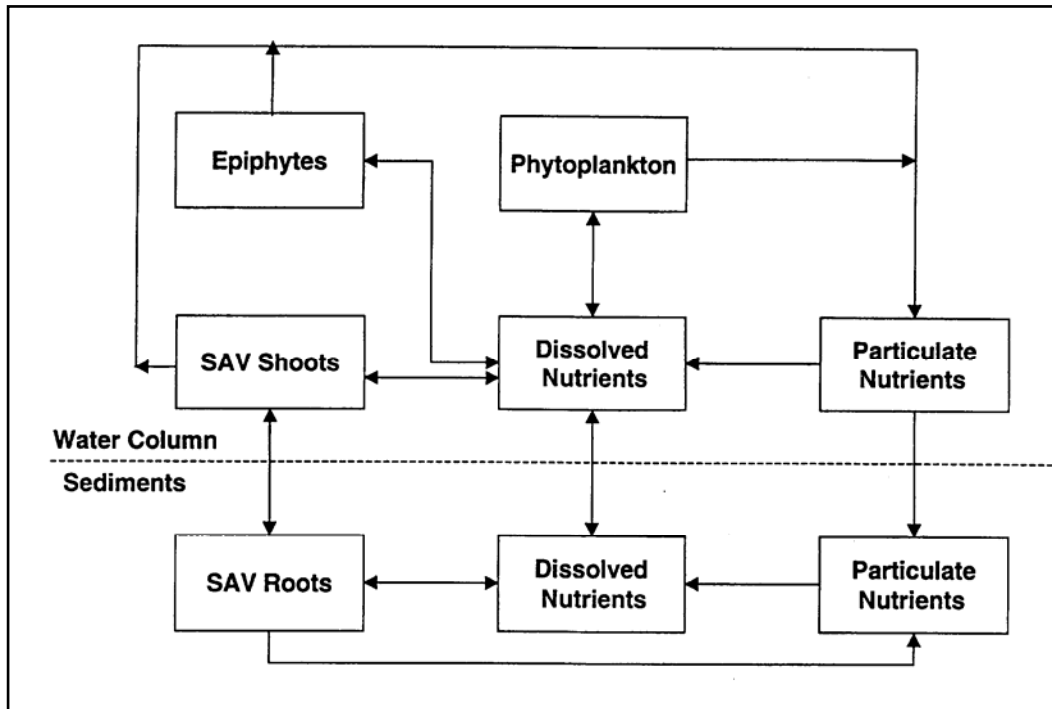 Epiphytes
Phytoplankton
SAV Shoots
Dissolved
Nutrients
Particulate
Nutrients
Water Column
Sediments
SAV Roots
Dissolved
Nutrients
Particulate
Nutrients